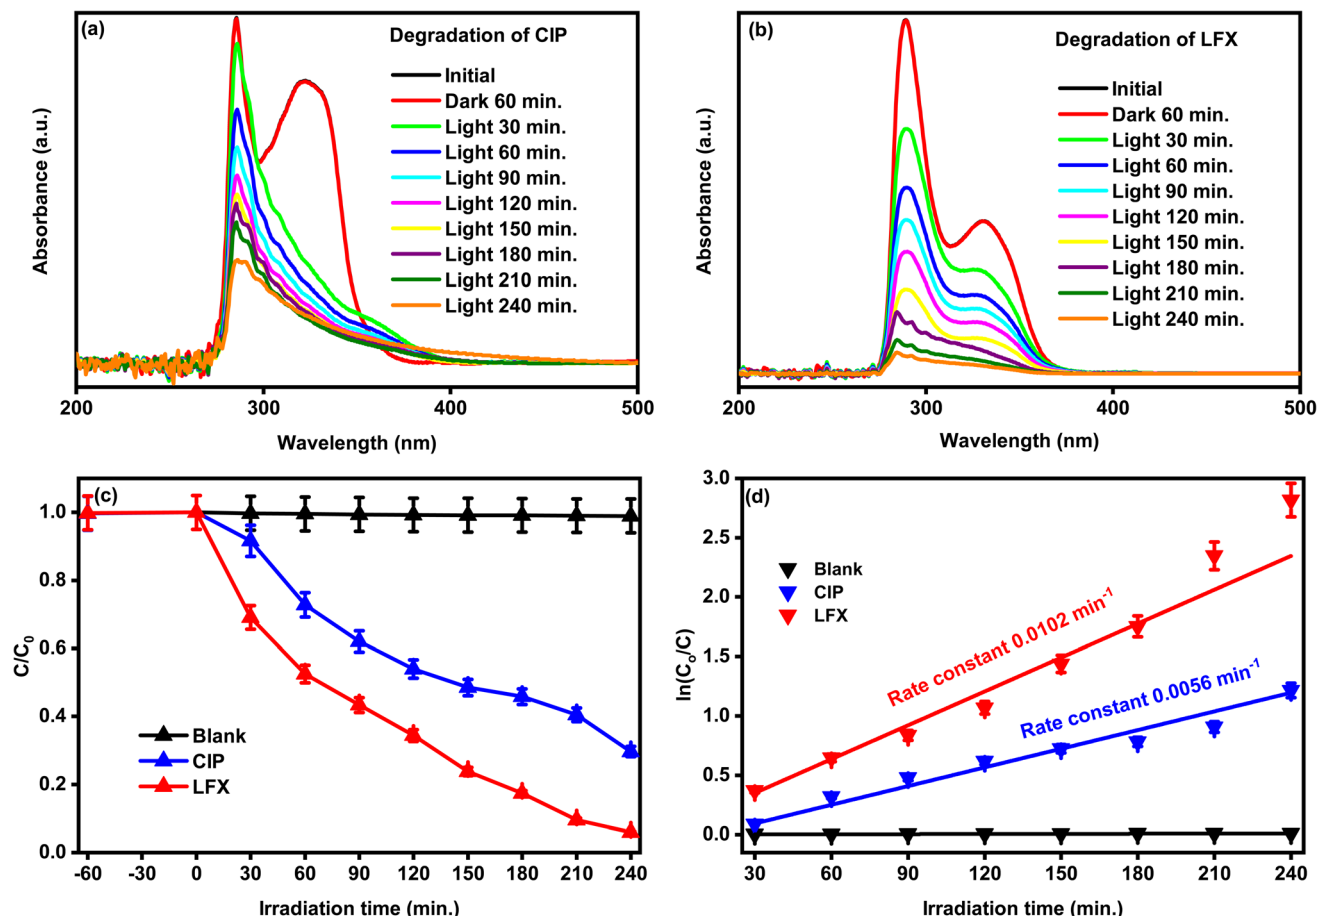 (a)
Degradation of CIP
Initial
Dark 60 min.
Light 30 min.
Light 60 min.
Light 90 min.
Light 120 min.
Light 150 min.
Light 180 min.
Light 210 min.
Light 240 min.
Absorbance (a.u.)
200 300 400 500
Wavelength (nm)
(b)
Degradation of LFX
Initial
Dark 60 min.
Light 30 min.
Light 60 min.
Light 90 min.
Light 120 min.
Light 150 min.
Light 180 min.
Light 210 min.
Light 240 min.
Absorbance (a.u.)
200 300 400 500
Wavelength (nm)
(c)
1.0
0.8
0.6
0.4
0.2
0.0
C/C₀
Blank
CIP
LFX
-60 -30 0 30 60 90 120 150 180 210 240
Irradiation time (min.)
(d)
3.0
2.5
2.0
1.5
1.0
0.5
0.0
ln(Cₒ/C)
Blank
CIP
LFX
Rate constant 0.0102 min⁻¹
Rate constant 0.0056 min⁻¹
30 60 90 120 150 180 210 240
Irradiation time (min.)